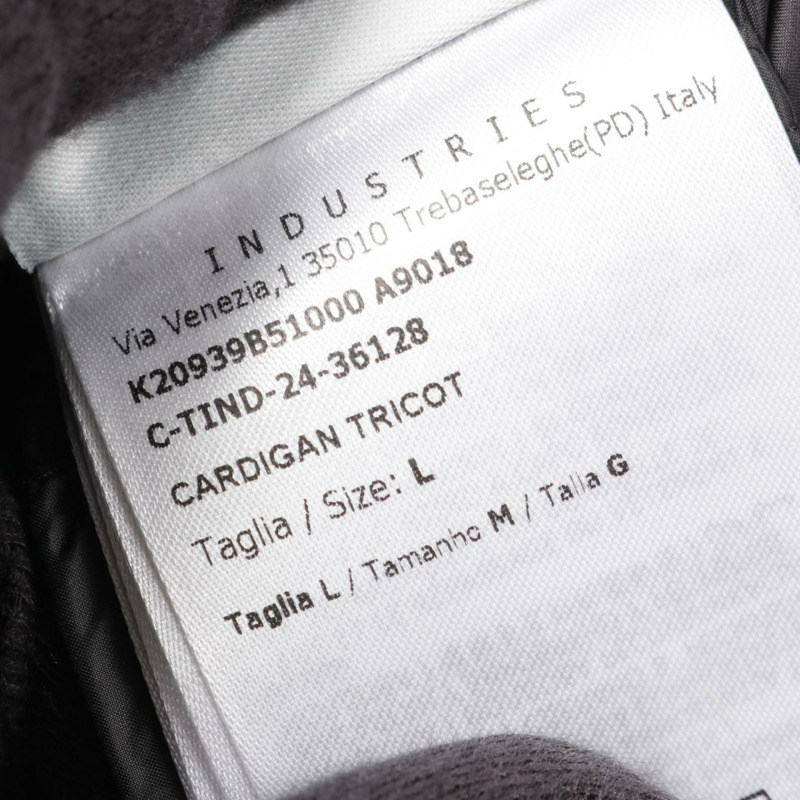 INDUSTRIES
Via Venezia,1 35010 Trebaseleghe(PD) Italy
K20939B51000 A9018
C-TIND-24-36128
CARDIGAN TRICOT
Taglia / Size: L
Taglia L / Tamanho M / Talla G